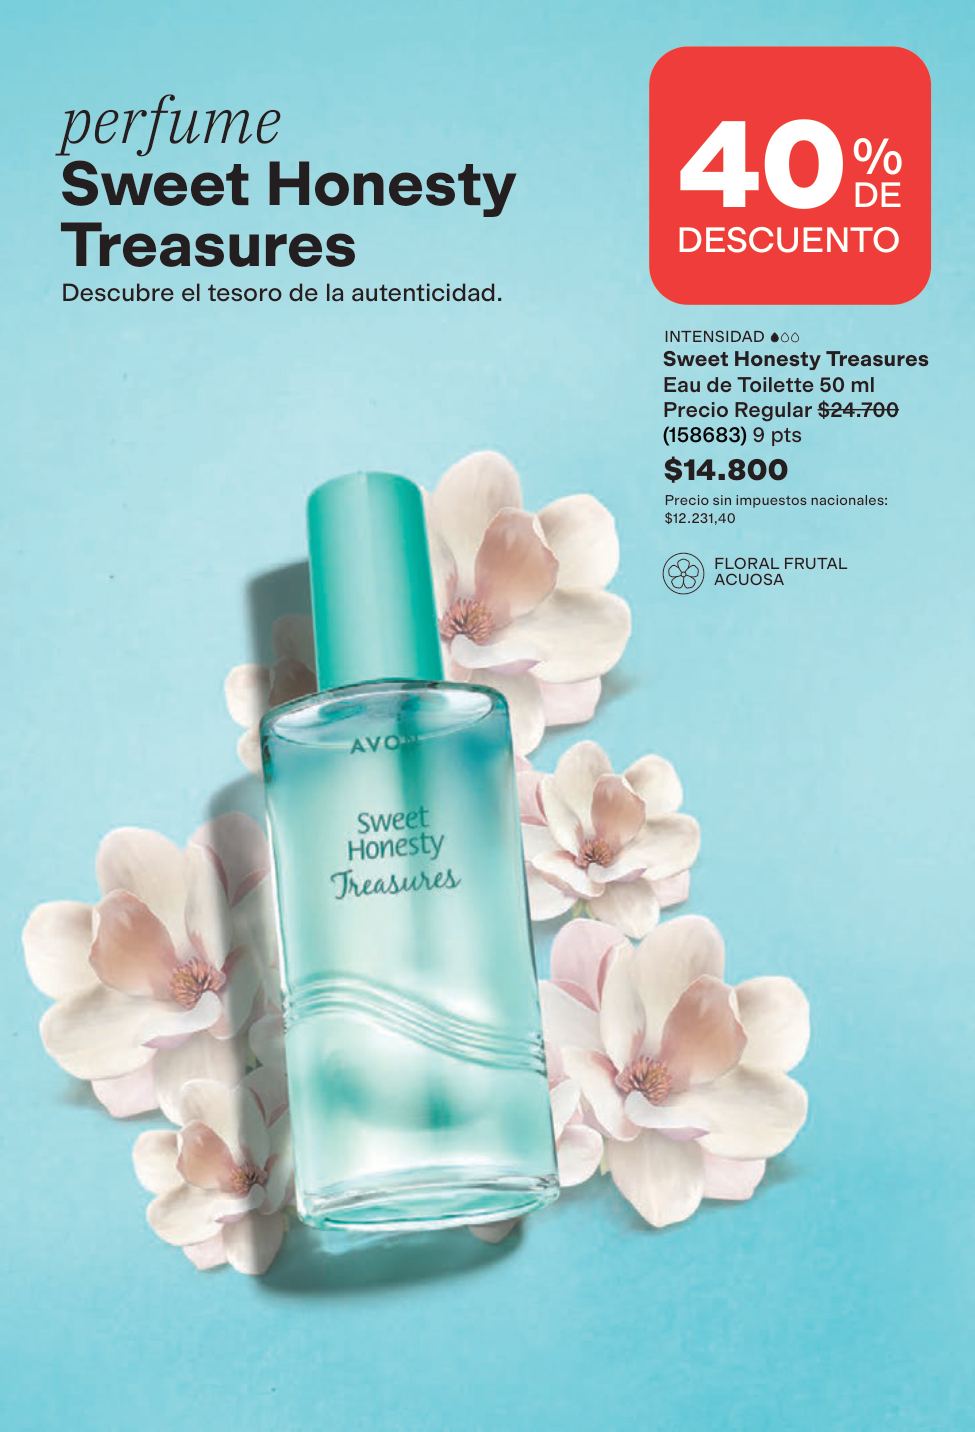 perfume
Sweet Honesty
Treasures
Descubre el tesoro de la autenticidad.
40%
DE
DESCUENTO
INTENSIDAD
Sweet Honesty Treasures
Eau de Toilette 50 ml
Precio Regular $24.700
(158683) 9 pts
$14.800
Precio sin impuestos nacionales:
$12.231,40
FLORAL FRUTAL
ACUOSA
AVON
Sweet
Honesty
Treasures